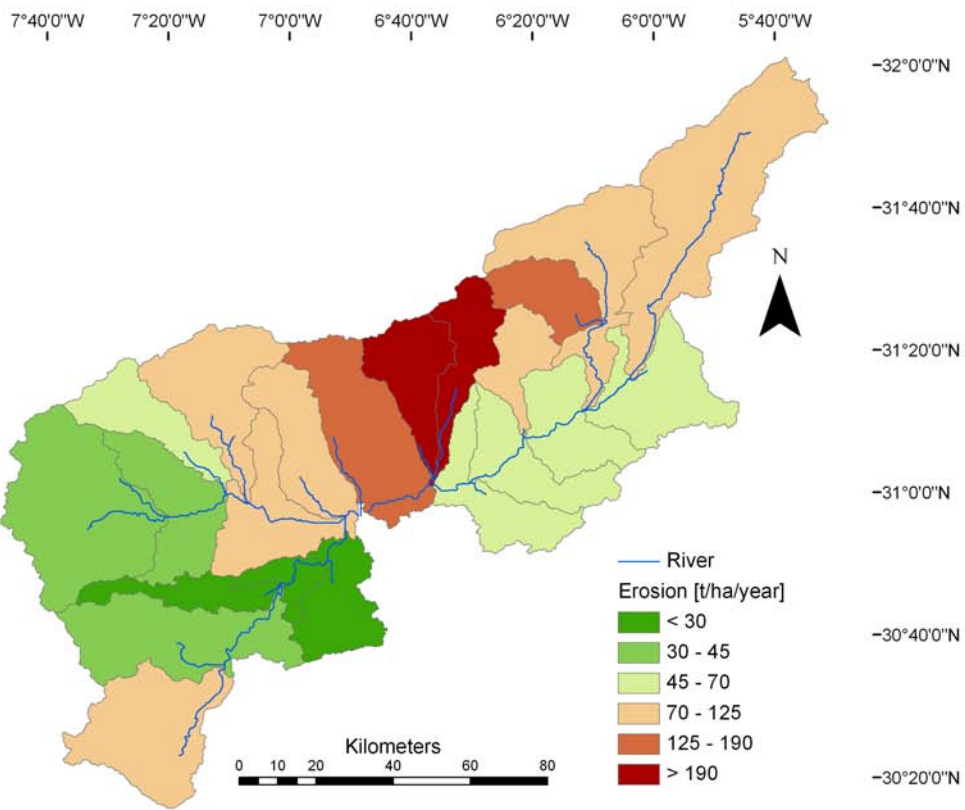 7°40'0"W 7°20'0"W 7°0'0"W 6°40'0"W 6°20'0"W 6°0'0"W 5°40'0"W
32°0'0"N
31°40'0"N
N
31°20'0"N
31°0'0"N
River
Erosion [t/ha/year]
< 30
30 - 45
30°40'0"N
45 - 70
70 - 125
Kilometers
125 - 190
0 10 20 40 60 80
> 190
30°20'0"N